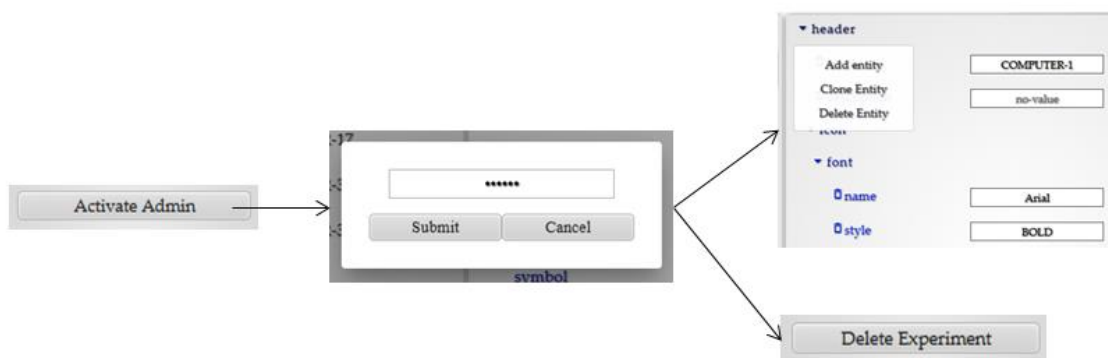 Activate Admin
••••••
Submit
Cancel
symbol
header
Add entity
COMPUTER-1
Clone Entity
no-value
Delete Entity
font
name
Arial
style
BOLD
Delete Experiment